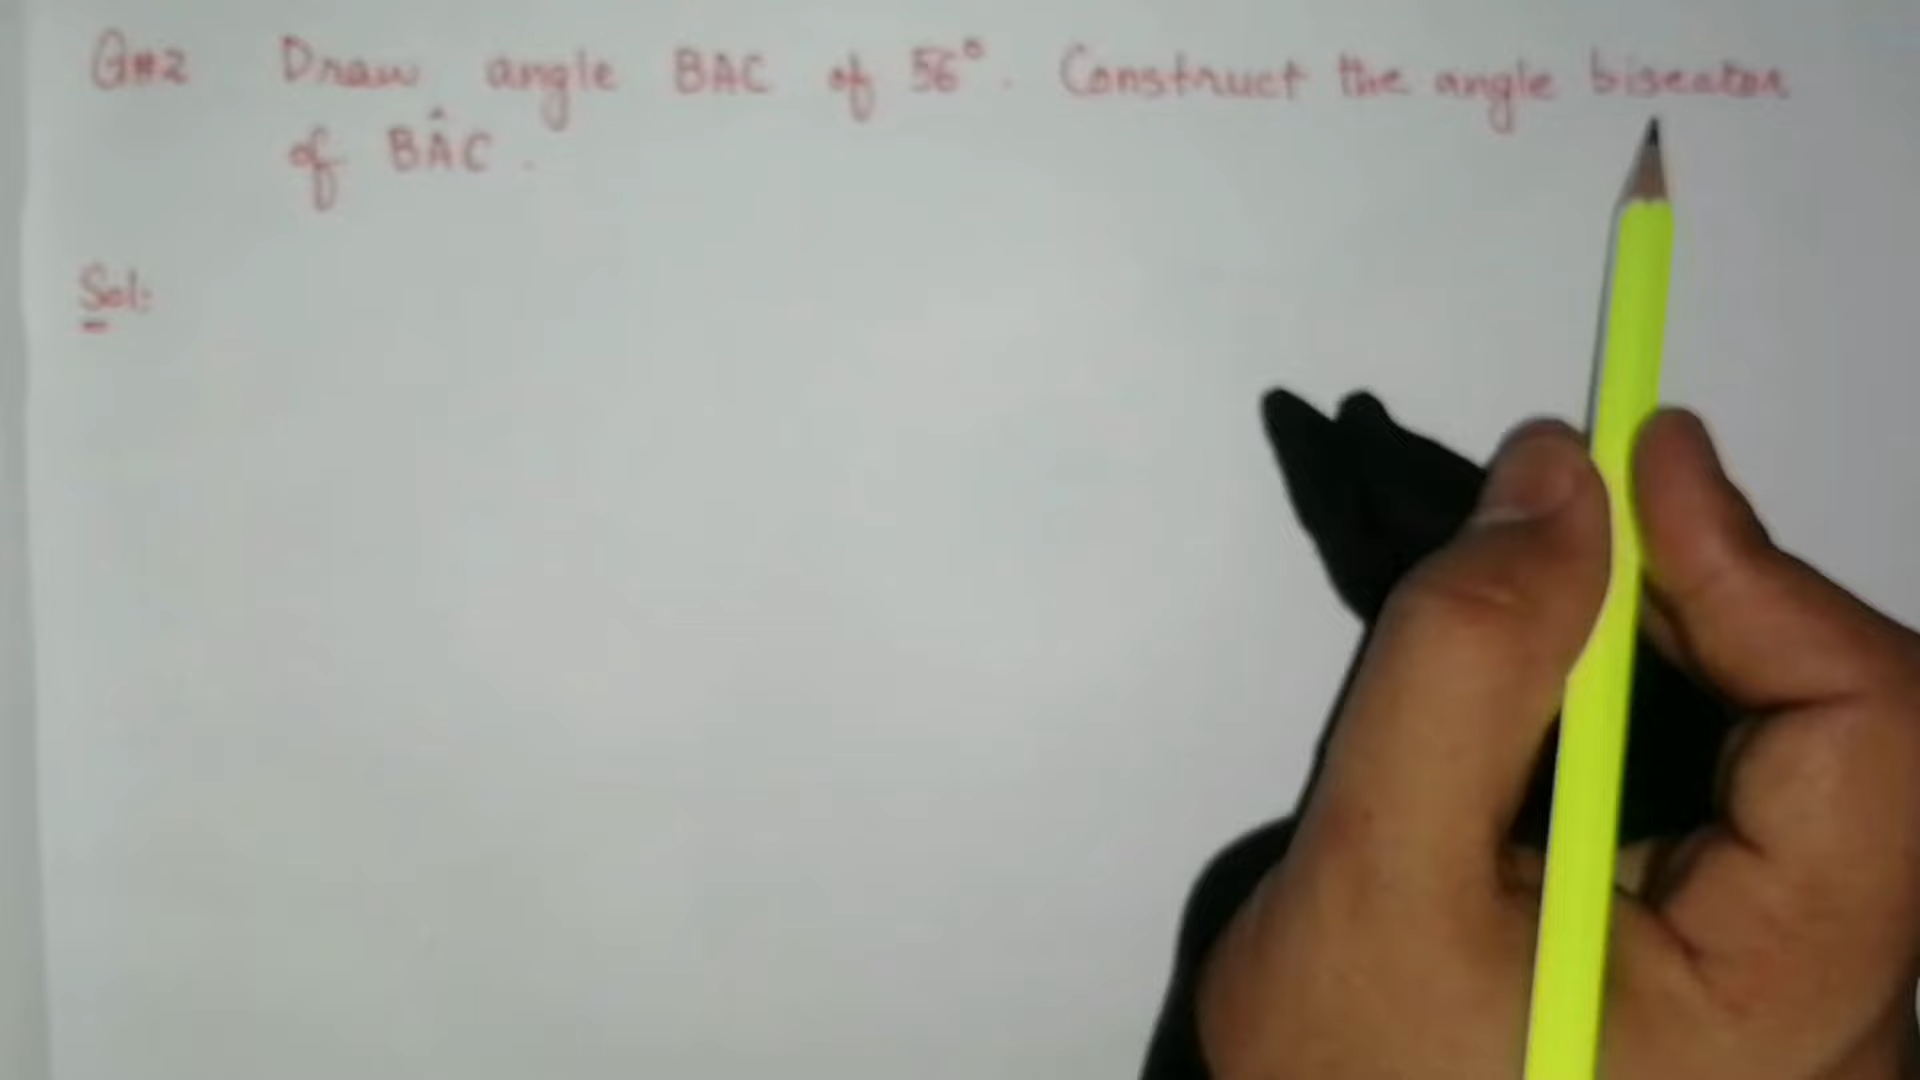 Q#2 Draw angle BAC of 56°. Construct the angle bisector
of BÂC.
Sol: